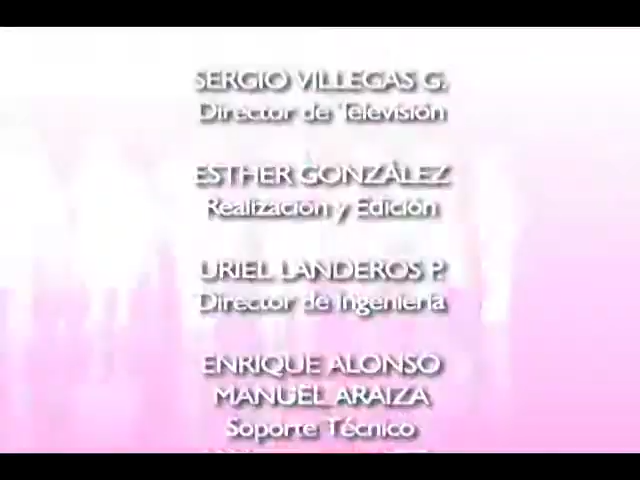 SERGIO VILLEGAS G.
Director de Televisión
ESTHER GONZÁLEZ
Realización y Edición
URIEL LANDEROS P.
Director de Ingeniería
ENRIQUE ALONSO
MANUEL ARAIZA
Soporte Técnico